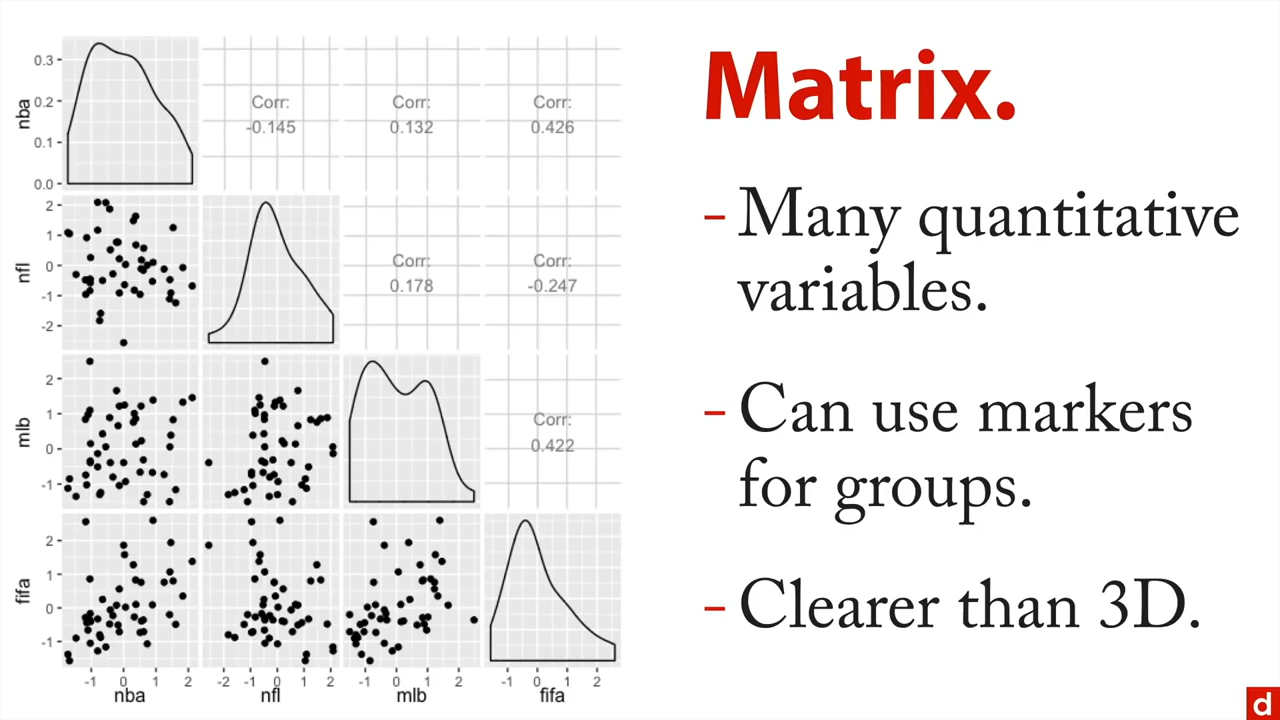 Matrix.
- Many quantitative
variables.
- Can use markers
for groups.
- Clearer than 3D.
nba
0.3
0.2
0.1
0.0
Corr:
-0.145
Corr:
0.132
Corr:
0.426
nfl
2
1
0
-1
-2
Corr:
0.178
Corr:
-0.247
mlb
2
1
0
-1
Corr:
0.422
fifa
2
1
0
-1
-1 0 1 2
nba
-2 -1 0 1 2
nfl
-1 0 1 2
mlb
-1 0 1 2
fifa
d